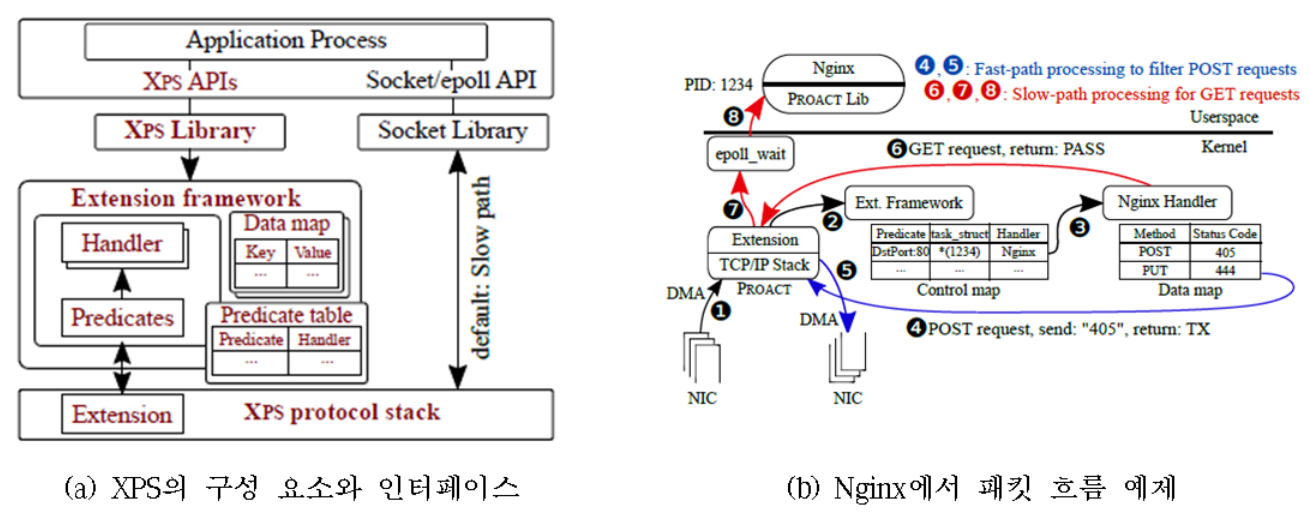 Application Process
XPS APIs
Socket/epoll API
XPS Library
Socket Library
Extension framework
Handler
Data map
Key Value
... ...
Predicates
Predicate table
Predicate Handler
... ...
default: Slow path
Extension
XPS protocol stack
(a) XPS의 구성 요소와 인터페이스
Nginx
PROACT Lib
PID: 1234
❹,❺: Fast-path processing to filter POST requests
❻,❼,❽: Slow-path processing for GET requests
Userspace
Kernel
❽
epoll_wait
❻GET request, return: PASS
❼
❷
Ext. Framework
❸
Nginx Handler
Extension
TCP/IP Stack
PROACT
Predicate task_struct Handler
DstPort:80 *(1234) Nginx
... ... ...
Control map
Method Status Code
POST 405
PUT 444
Data map
❺
DMA
❶
DMA
❹POST request, send: "405", return: TX
NIC
NIC
(b) Nginx에서 패킷 흐름 예제